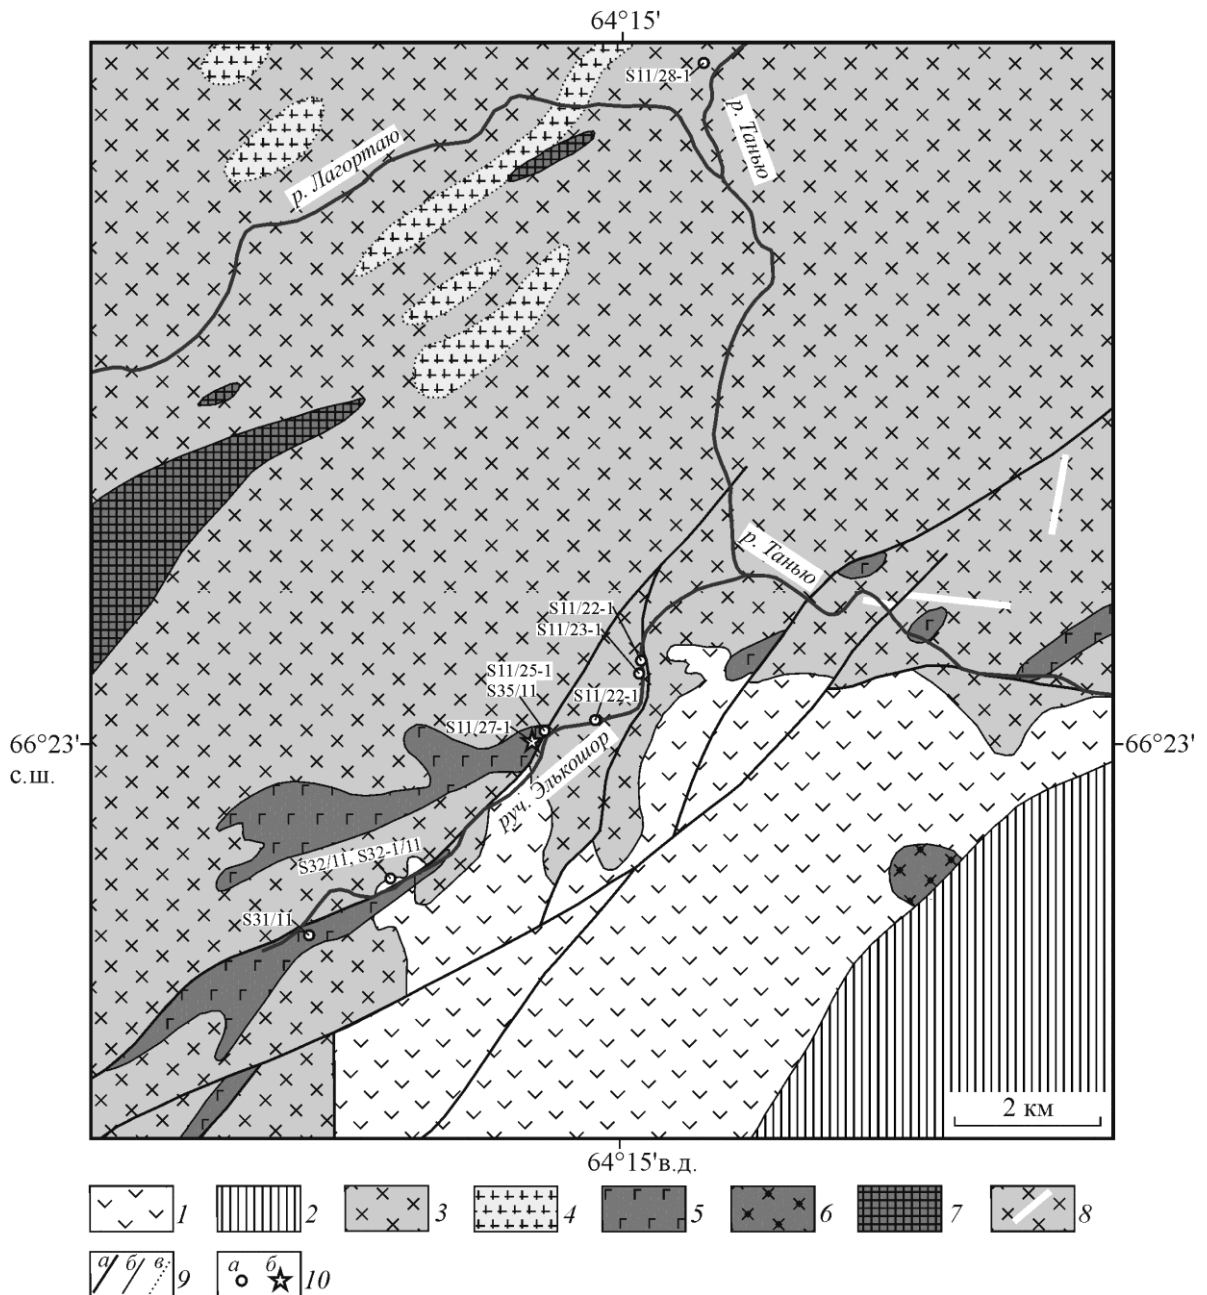 64°15'
S11/28-1
р. Танью
р. Лагортаю
р. Танью
S11/22-1
S11/23-1
S11/25-1
S35/11
S11/22-1
S11/27-1
66°23'
с.ш.
66°23'
руч. Элькошор
S32/11, S32-1/11
S31/11
2 км
64°15'в.д.
1
2
3
4
5
6
7
8
а б в 9
а б 10